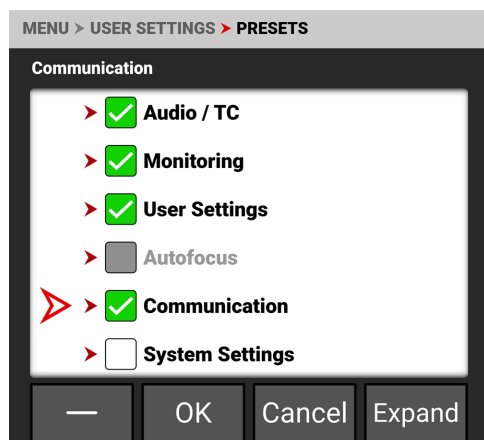 MENU ➤ USER SETTINGS ➤ PRESETS
Communication
Audio / TC
Monitoring
User Settings
Autofocus
Communication
System Settings
— OK Cancel Expand